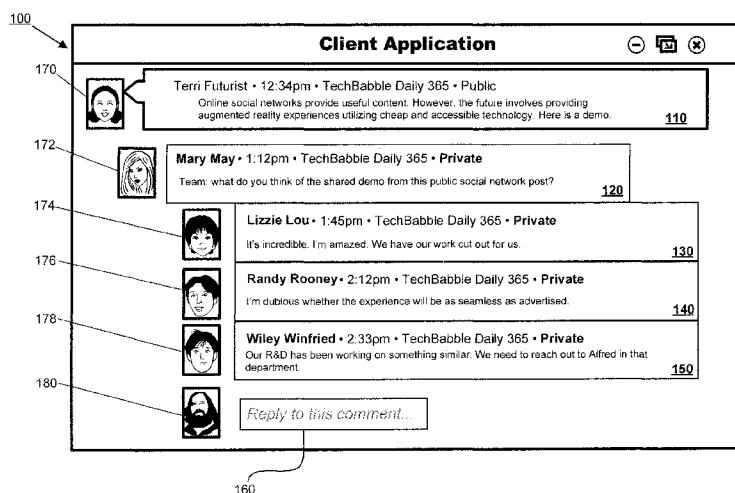 100
Client Application
170
Terri Futurist • 12:34pm • TechBabble Daily 365 • Public
Online social networks provide useful content. However, the future involves providing
augmented reality experiences utilizing cheap and accessible technology. Here is a demo.
110
172
Mary May • 1:12pm • TechBabble Daily 365 • Private
Team: what do you think of the shared demo from this public social network post?
120
174
Lizzie Lou • 1:45pm • TechBabble Daily 365 • Private
It's incredible. I'm amazed. We have our work cut out for us.
130
176
Randy Rooney • 2:12pm • TechBabble Daily 365 • Private
I'm dubious whether the experience will be as seamless as advertised.
140
178
Wiley Winfried • 2:33pm • TechBabble Daily 365 • Private
Our R&D has been working on something similar. We need to reach out to Alfred in that
department.
150
180
Reply to this comment...
160